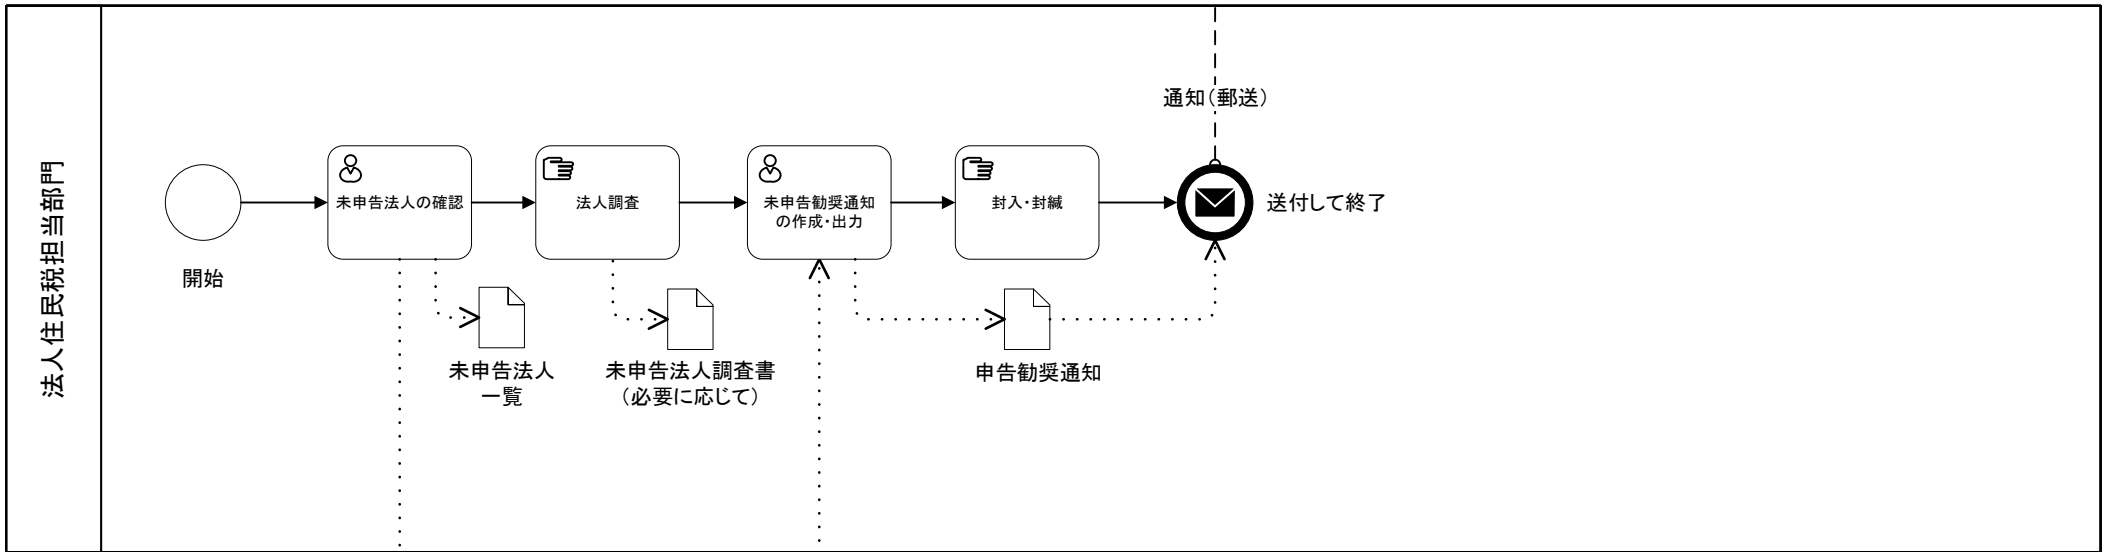 法人住民税担当部門
通知（郵送）
未申告法人の確認
法人調査
未申告勧奨通知
の作成・出力
封入・封緘
送付して終了
開始
未申告法人
一覧
未申告法人調査書
（必要に応じて）
申告勧奨通知